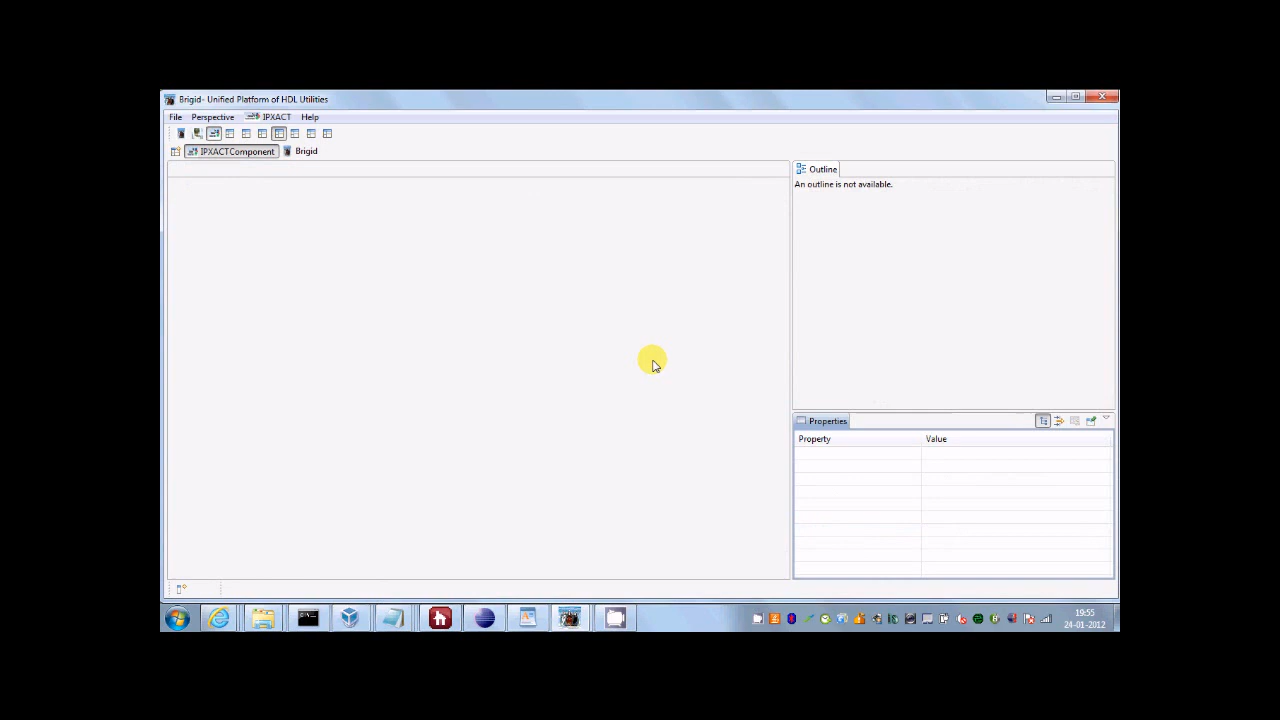 Brigid- Unified Platform of HDL Utilities
File Perspective IPXACT Help
IPXACTComponent Brigid
Outline
An outline is not available.
Properties
Property Value
19:55
24-01-2012